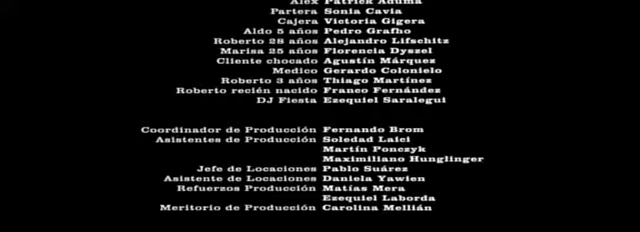 Alex Patrick Aduma
Partera Sonia Cavia
Cajera Victoria Gigera
Aldo 5 años Pedro Grafho
Roberto 28 años Alejandro Lifschitz
Marisa 25 años Florencia Dyszel
Cliente chocado Agustín Márquez
Medico Gerardo Colonielo
Roberto 3 años Thiago Martínez
Roberto recién nacido Franco Fernández
DJ Fiesta Ezequiel Saralegui
Coordinador de Producción Fernando Brom
Asistentes de Producción Soledad Laici
Martín Ponczyk
Maximiliano Hunglinger
Jefe de Locaciones Pablo Suárez
Asistente de Locaciones Daniela Yawien
Refuerzos Producción Matías Mera
Ezequiel Laborda
Meritorio de Producción Carolina Mellián